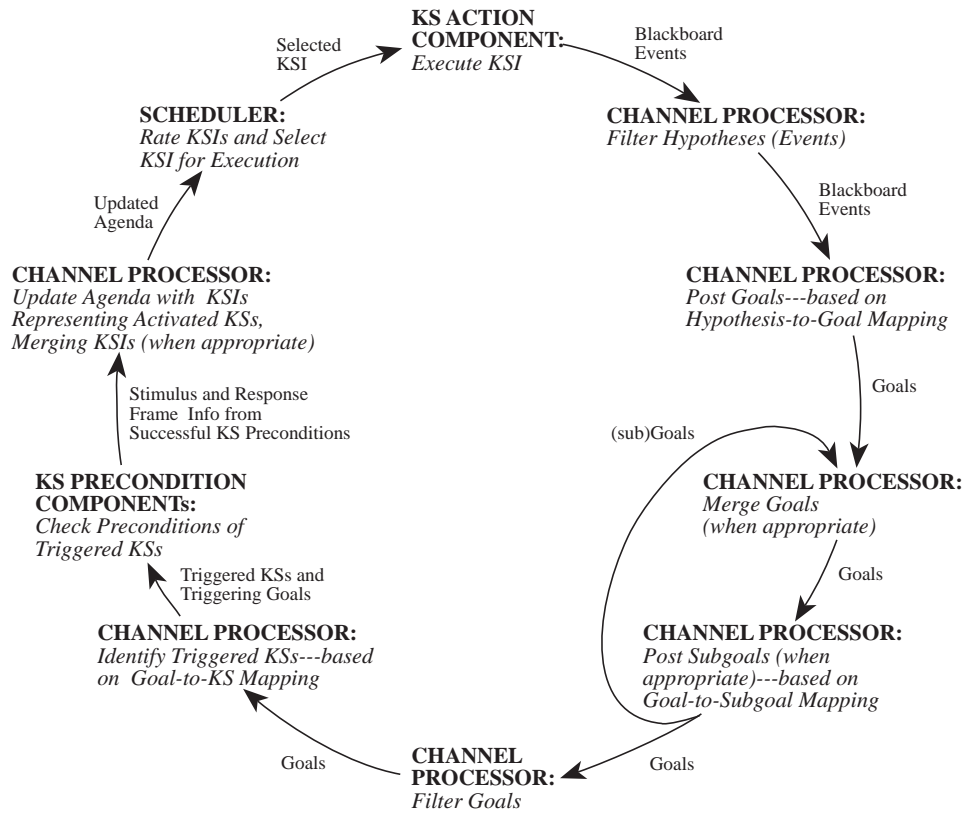 KS ACTION
COMPONENT:
Execute KSI
Blackboard
Events
CHANNEL PROCESSOR:
Filter Hypotheses (Events)
Blackboard
Events
CHANNEL PROCESSOR:
Post Goals---based on
Hypothesis-to-Goal Mapping
Goals
(sub)Goals
CHANNEL PROCESSOR:
Merge Goals
(when appropriate)
Goals
CHANNEL PROCESSOR:
Post Subgoals (when
appropriate)---based on
Goal-to-Subgoal Mapping
Goals
CHANNEL
PROCESSOR:
Filter Goals
Goals
CHANNEL PROCESSOR:
Identify Triggered KSs---based
on Goal-to-KS Mapping
Triggered KSs and
Triggering Goals
KS PRECONDITION
COMPONENTs:
Check Preconditions of
Triggered KSs
Stimulus and Response
Frame Info from
Successful KS Preconditions
CHANNEL PROCESSOR:
Update Agenda with KSIs
Representing Activated KSs,
Merging KSIs (when appropriate)
Updated
Agenda
SCHEDULER:
Rate KSIs and Select
KSI for Execution
Selected
KSI